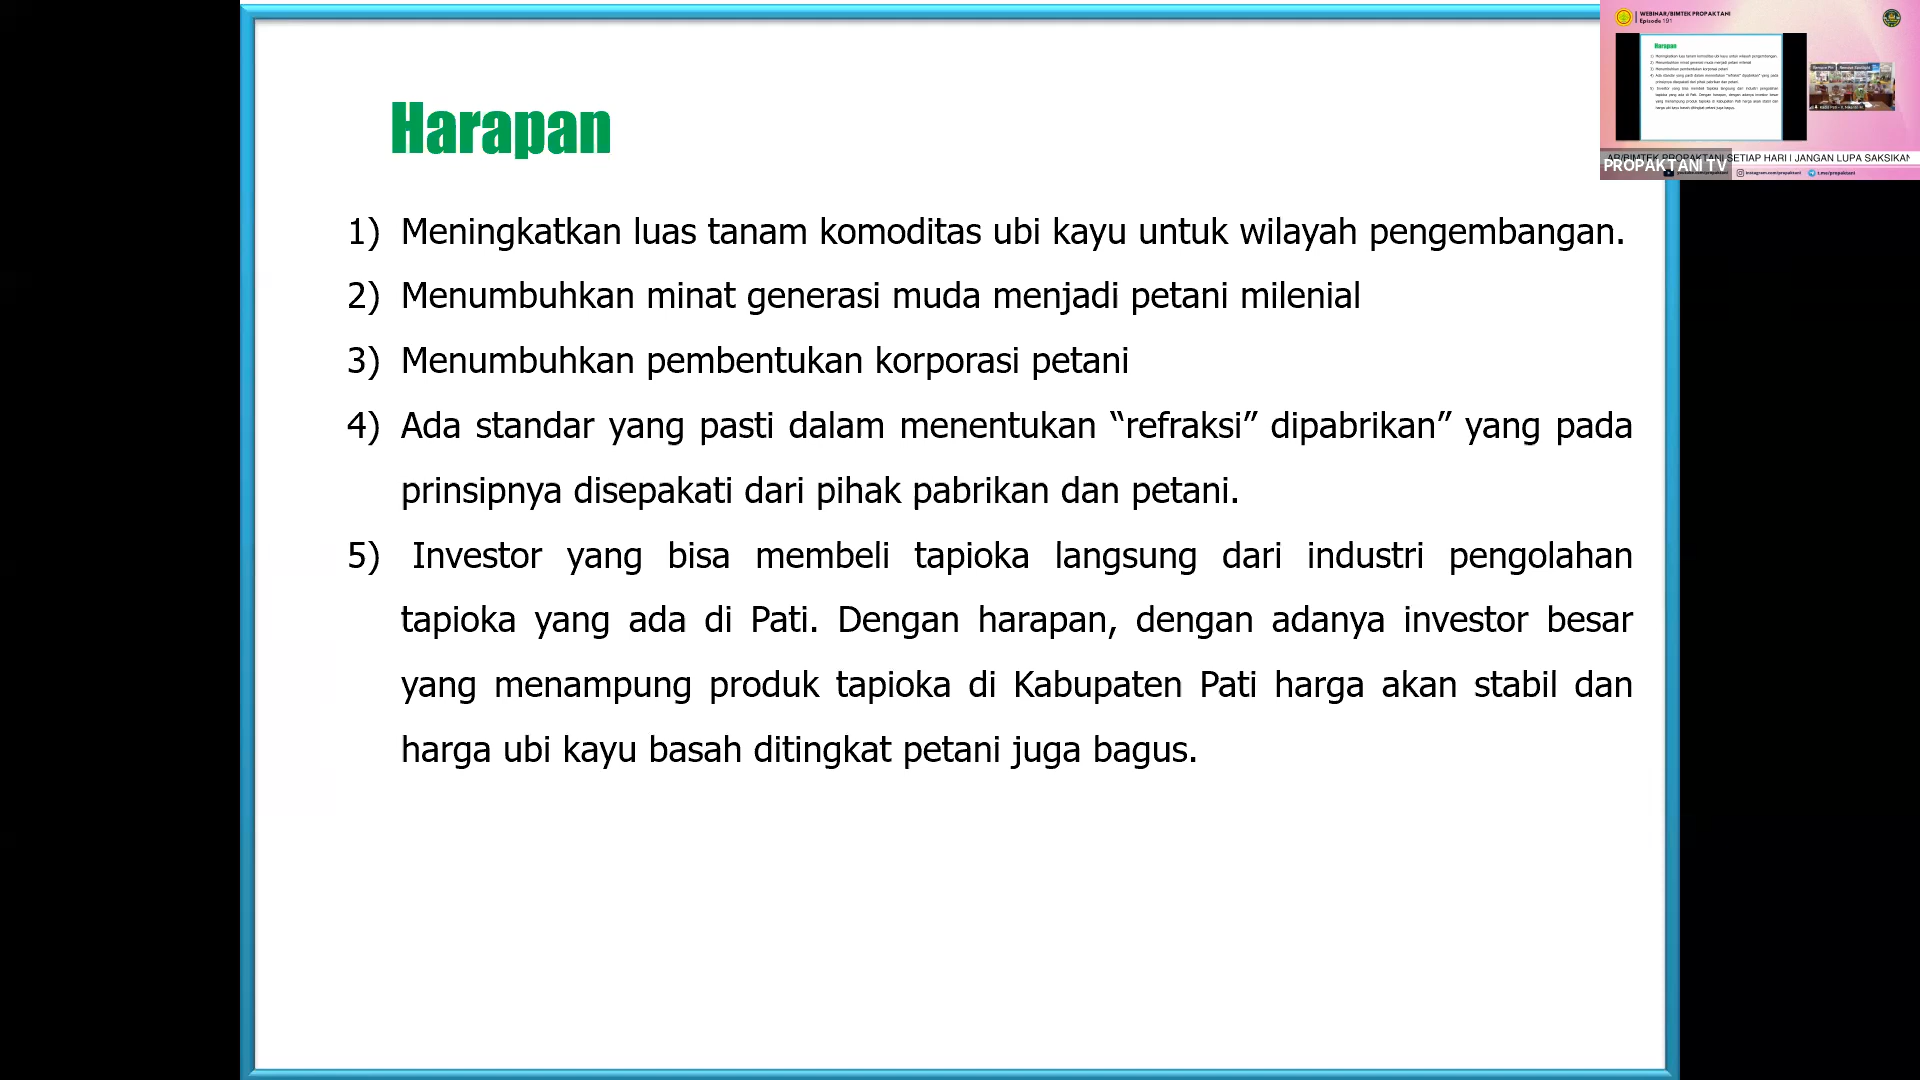 WEBINAR/BIMTEK PROPAKTANI
Episode 191
Harapan
1) Meningkatkan luas tanam komoditas ubi kayu untuk wilayah pengembangan.
2) Menumbuhkan minat generasi muda menjadi petani milenial
3) Menumbuhkan pembentukan korporasi petani
4) Ada standar yang pasti dalam menentukan “refraksi” dipabrikan” yang pada
prinsipnya disepakati dari pihak pabrikan dan petani.
5) Investor yang bisa membeli tapioka langsung dari industri pengolahan
tapioka yang ada di Pati. Dengan harapan, dengan adanya investor besar
yang menampung produk tapioka di Kabupaten Pati harga akan stabil dan
harga ubi kayu basah ditingkat petani juga bagus.
AR/BIMTEK PROPAKTANI SETIAP HARI | JANGAN LUPA SAKSIKAN
PROPAKTANI TV
instagram.com/propaktani
t.me/propaktani